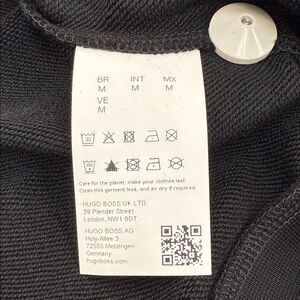 BR INT MX
M M M
VE
M
Care for the planet, make your clothes last.
Clean this garment less, and air dry if required.
HUGO BOSS UK LTD
39 Plender Street
London, NW1 0DT
HUGO BOSS AG
Holy-Allee 3
72555 Metzingen
Germany
hugoboss.com